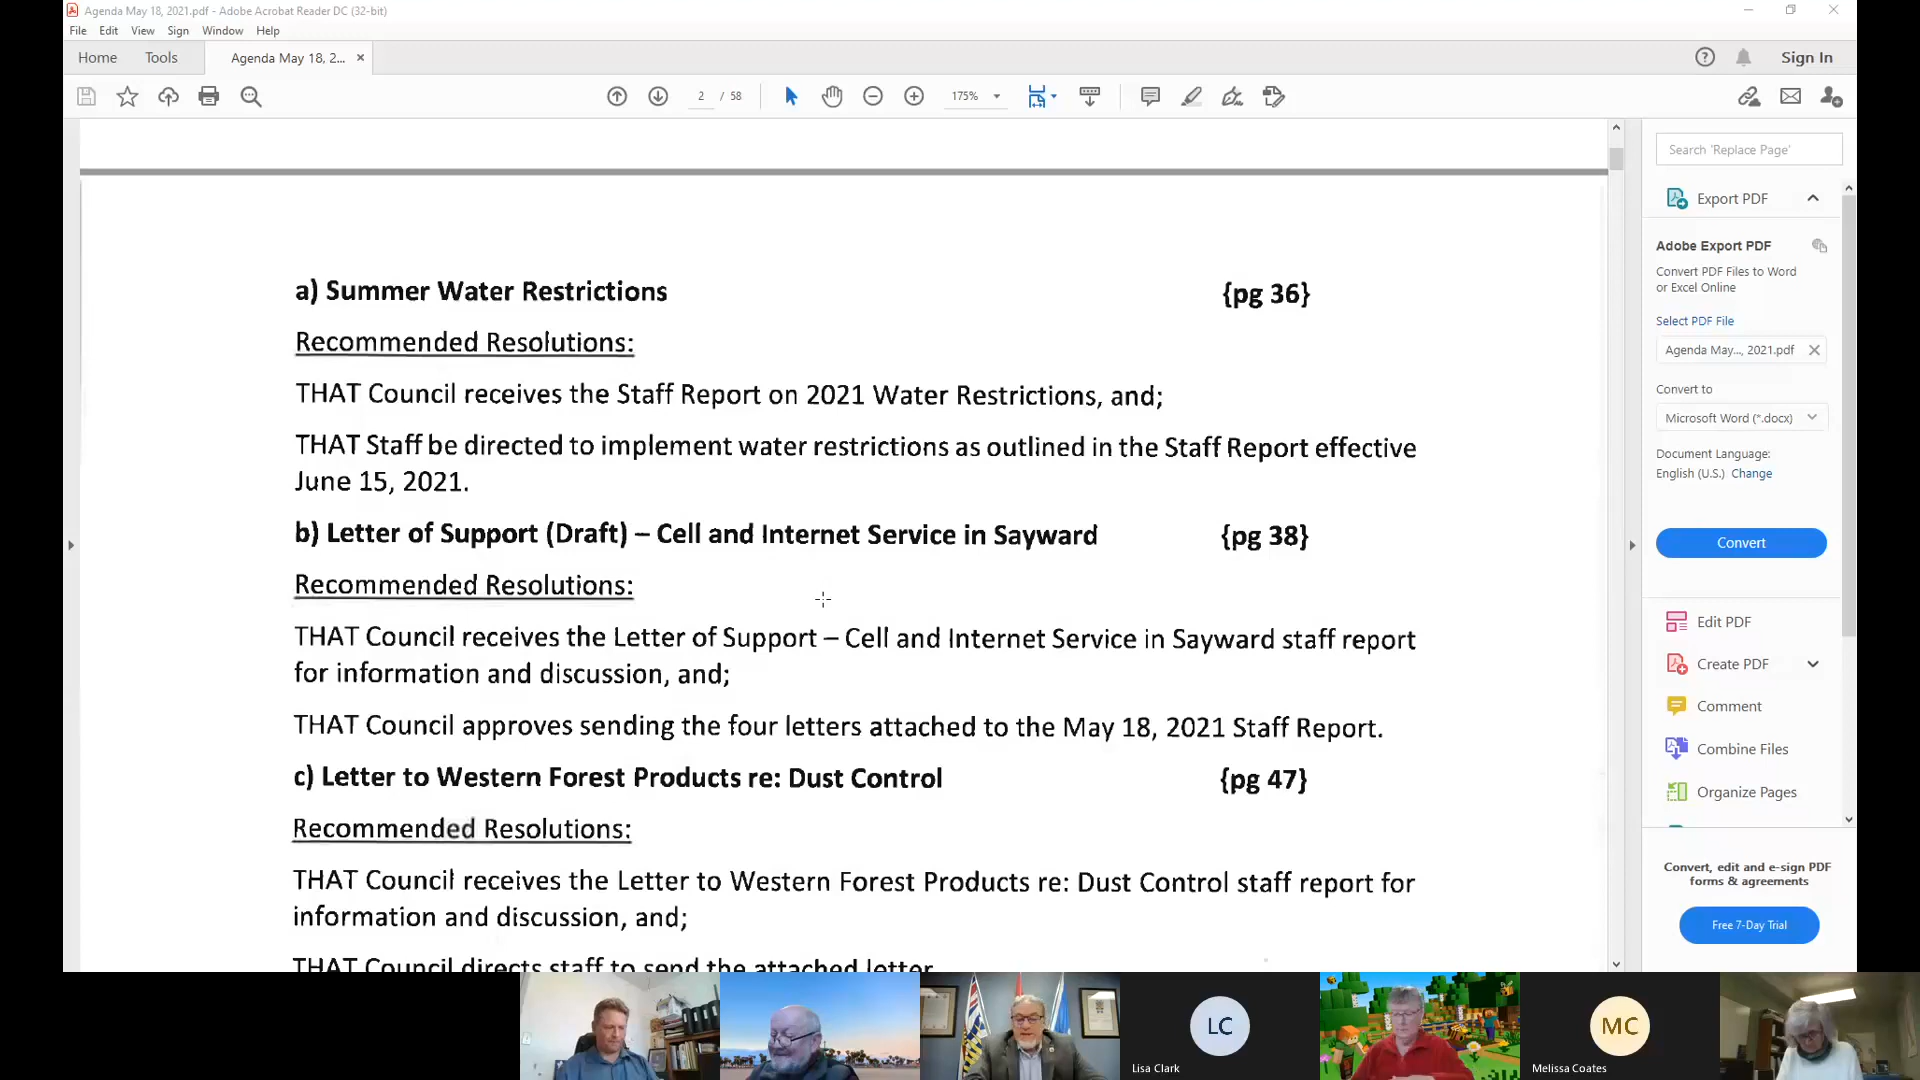 Agenda May 18, 2021.pdf - Adobe Acrobat Reader DC (32-bit)
File Edit View Sign Window Help
Home Tools Agenda May 18, 2... Sign In
2 / 58 175%
Search 'Replace Page'
Export PDF
Adobe Export PDF
Convert PDF Files to Word
or Excel Online
Select PDF File
Agenda May..., 2021.pdf
Convert to
Microsoft Word (*.docx)
Document Language:
English (U.S.) Change
Convert
Edit PDF
Create PDF
Comment
Combine Files
Organize Pages
Convert, edit and e-sign PDF
forms & agreements
Free 7-Day Trial
a) Summer Water Restrictions {pg 36}
Recommended Resolutions:
THAT Council receives the Staff Report on 2021 Water Restrictions, and;
THAT Staff be directed to implement water restrictions as outlined in the Staff Report effective
June 15, 2021.
b) Letter of Support (Draft) – Cell and Internet Service in Sayward {pg 38}
Recommended Resolutions:
THAT Council receives the Letter of Support – Cell and Internet Service in Sayward staff report
for information and discussion, and;
THAT Council approves sending the four letters attached to the May 18, 2021 Staff Report.
c) Letter to Western Forest Products re: Dust Control {pg 47}
Recommended Resolutions:
THAT Council receives the Letter to Western Forest Products re: Dust Control staff report for
information and discussion, and;
THAT Council directs staff to send the attached letter.
LC
Lisa Clark
MC
Melissa Coates